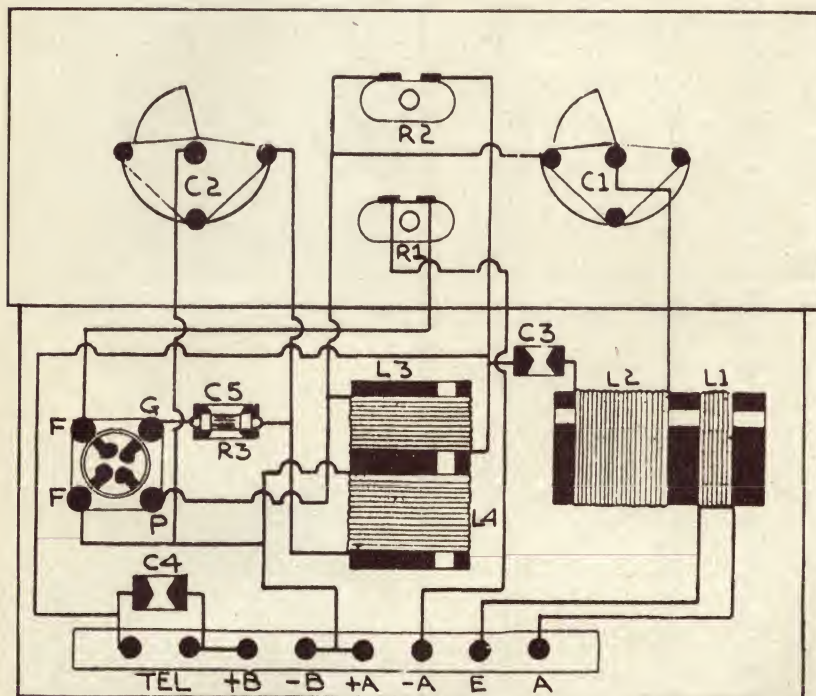 R2
C2
C1
R1
C3
L3
L2
L1
G
C5
F
R3
F
P
L4
C4
TEL +B -B +A -A E A